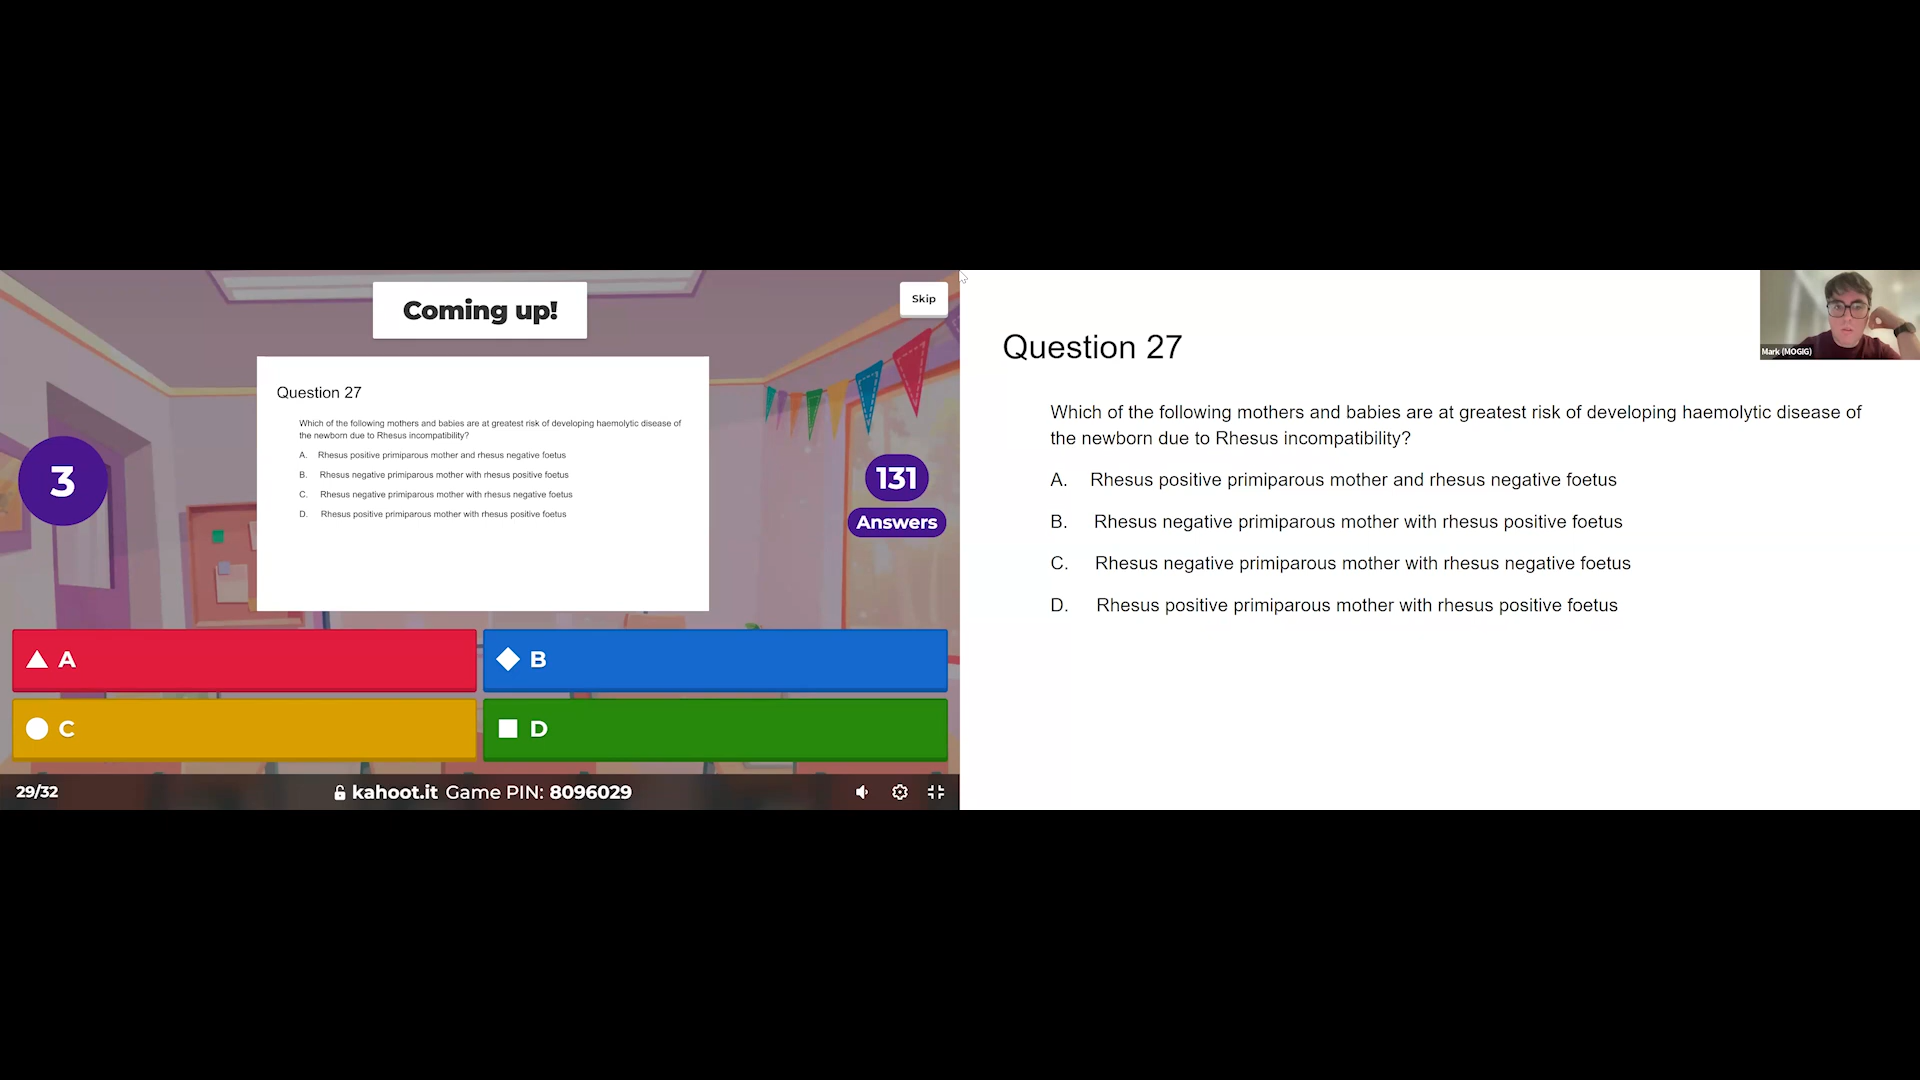 Coming up!
Skip
Question 27
Which of the following mothers and babies are at greatest risk of developing haemolytic disease of
the newborn due to Rhesus incompatibility?
A. Rhesus positive primiparous mother and rhesus negative foetus
B. Rhesus negative primiparous mother with rhesus positive foetus
C. Rhesus negative primiparous mother with rhesus negative foetus
D. Rhesus positive primiparous mother with rhesus positive foetus
3
131
Answers
A
B
C
D
29/32
kahoot.it Game PIN: 8096029
Question 27
Which of the following mothers and babies are at greatest risk of developing haemolytic disease of
the newborn due to Rhesus incompatibility?
A. Rhesus positive primiparous mother and rhesus negative foetus
B. Rhesus negative primiparous mother with rhesus positive foetus
C. Rhesus negative primiparous mother with rhesus negative foetus
D. Rhesus positive primiparous mother with rhesus positive foetus
Mark (MOGIG)